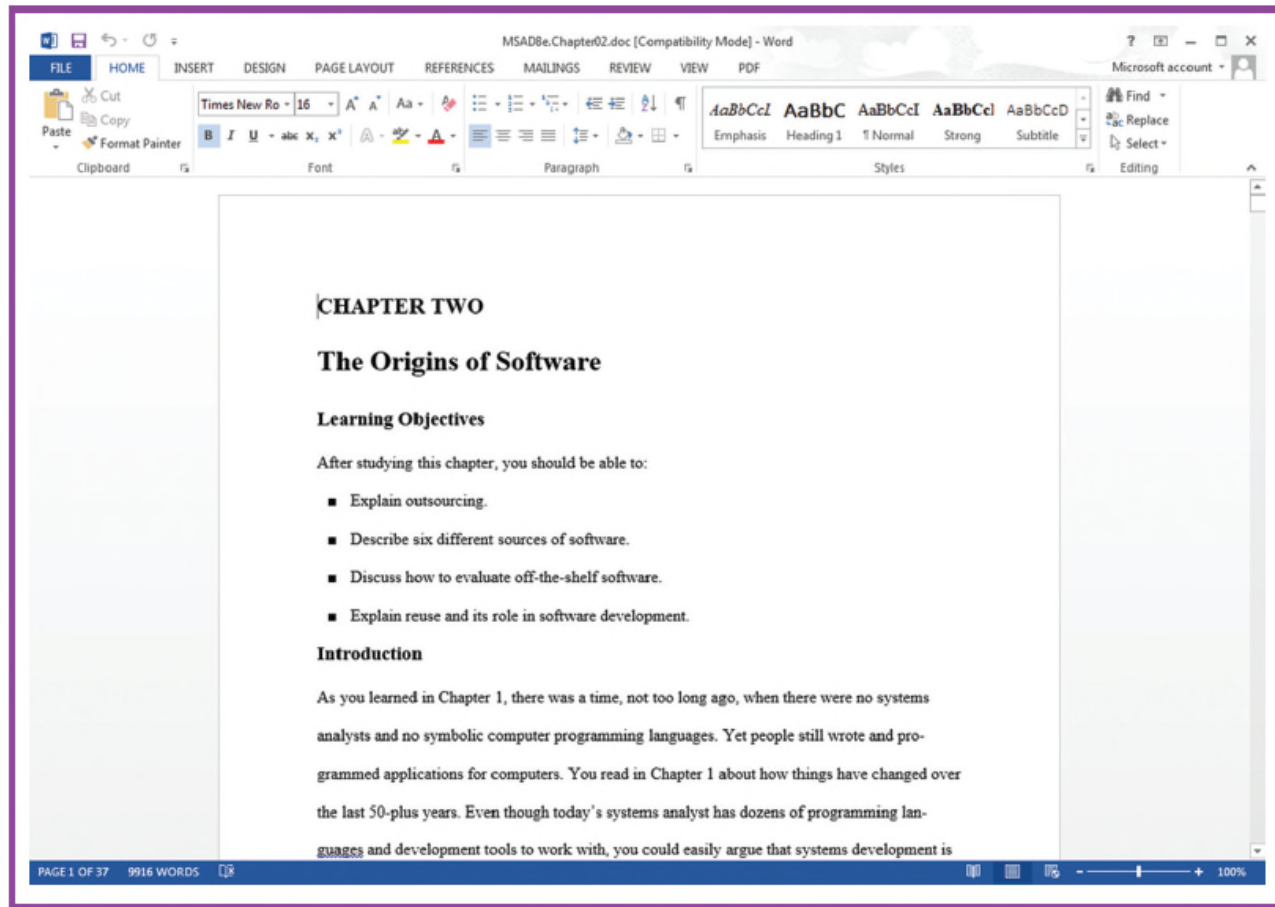 MSAD8e.Chapter02.doc [Compatibility Mode] - Word
FILE HOME INSERT DESIGN PAGE LAYOUT REFERENCES MAILINGS REVIEW VIEW PDF Microsoft account
Cut
Copy
Paste
Format Painter
Clipboard
Times New Ro 16
Font
Paragraph
AaBbCcI AaBbC AaBbCcI AaBbCcl AaBbCcD
Emphasis Heading 1 ¶ Normal Strong Subtitle
Styles
Find
Replace
Select
Editing
CHAPTER TWO
The Origins of Software
Learning Objectives
After studying this chapter, you should be able to:
■ Explain outsourcing.
■ Describe six different sources of software.
■ Discuss how to evaluate off-the-shelf software.
■ Explain reuse and its role in software development.
Introduction
As you learned in Chapter 1, there was a time, not too long ago, when there were no systems
analysts and no symbolic computer programming languages. Yet people still wrote and pro-
grammed applications for computers. You read in Chapter 1 about how things have changed over
the last 50-plus years. Even though today's systems analyst has dozens of programming lan-
guages and development tools to work with, you could easily argue that systems development is
PAGE 1 OF 37 9916 WORDS 100%